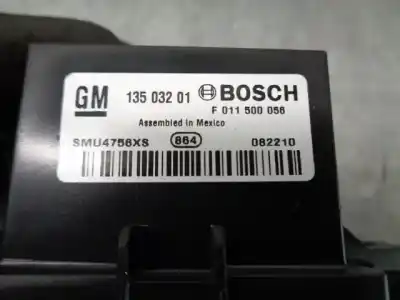 GM 135 032 01 BOSCH
F 011 500 056
Assembled in Mexico
SMU4756XS 864 082210